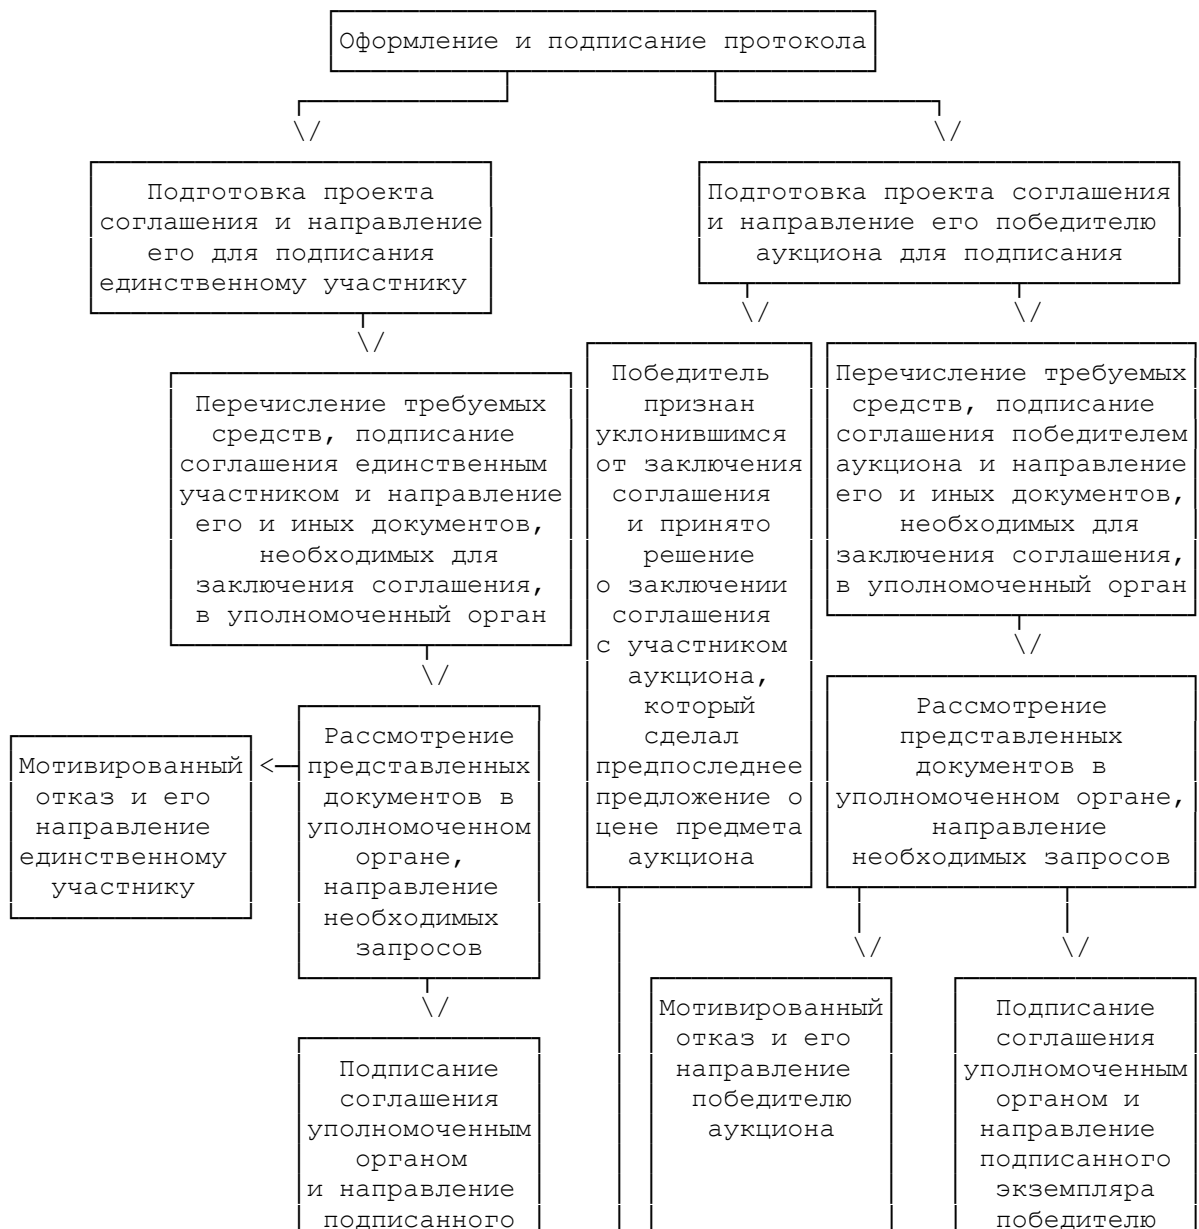 Оформление и подписание протокола
\/
\/
Подготовка проекта
соглашения и направление
его для подписания
единственному участнику
Подготовка проекта соглашения
и направление его победителю
аукциона для подписания
\/
\/
\/
Перечисление требуемых
средств, подписание
соглашения единственным
участником и направление
его и иных документов,
необходимых для
заключения соглашения,
в уполномоченный орган
Победитель
признан
уклонившимся
от заключения
соглашения
и принято
решение
о заключении
соглашения
с участником
аукциона,
который
сделал
предпоследнее
предложение о
цене предмета
аукциона
Перечисление требуемых
средств, подписание
соглашения победителем
аукциона и направление
его и иных документов,
необходимых для
заключения соглашения,
в уполномоченный орган
\/
\/
Мотивированный
отказ и его
направление
единственному
участнику
<
Рассмотрение
представленных
документов в
уполномоченном
органе,
направление
необходимых
запросов
Рассмотрение
представленных
документов в
уполномоченном органе,
направление
необходимых запросов
\/
\/
\/
Подписание
соглашения
уполномоченным
органом
и направление
подписанного
Мотивированный
отказ и его
направление
победителю
аукциона
Подписание
соглашения
уполномоченным
органом и
направление
подписанного
экземпляра
победителю